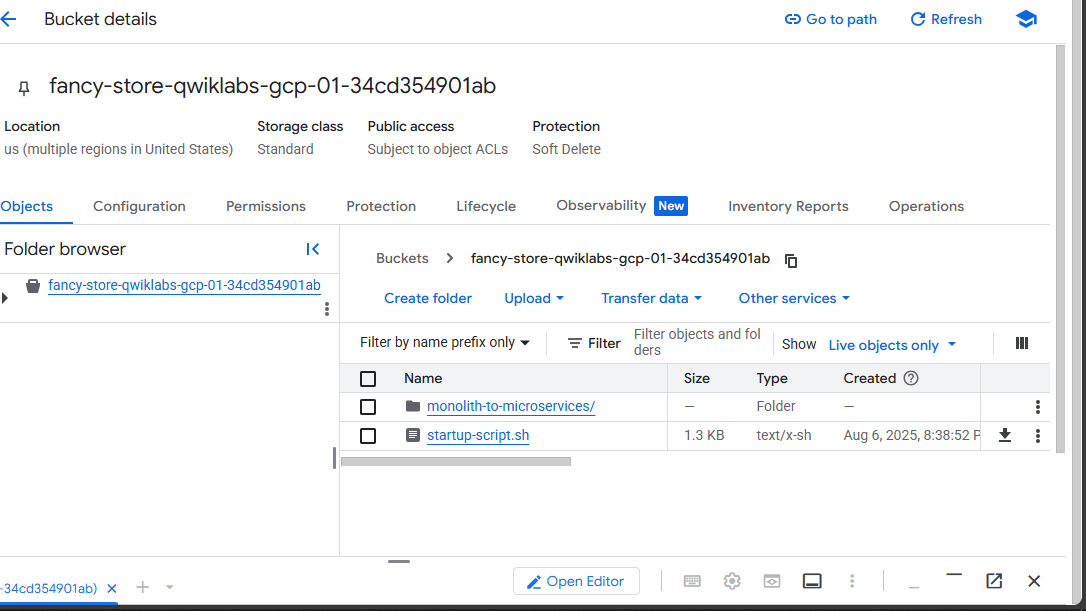 Bucket details
Go to path
Refresh
fancy-store-qwiklabs-gcp-01-34cd354901ab
Location
Storage class
Public access
Protection
us (multiple regions in United States)
Standard
Subject to object ACLs
Soft Delete
Objects
Configuration
Permissions
Protection
Lifecycle
Observability New
Inventory Reports
Operations
Folder browser
fancy-store-qwiklabs-gcp-01-34cd354901ab
Buckets
fancy-store-qwiklabs-gcp-01-34cd354901ab
Create folder
Upload
Transfer data
Other services
Filter by name prefix only
Filter
Filter objects and fol
ders
Show
Live objects only
Name
Size
Type
Created
monolith-to-microservices/
—
Folder
—
startup-script.sh
1.3 KB
text/x-sh
Aug 6, 2025, 8:38:52 P
-34cd354901ab)
Open Editor